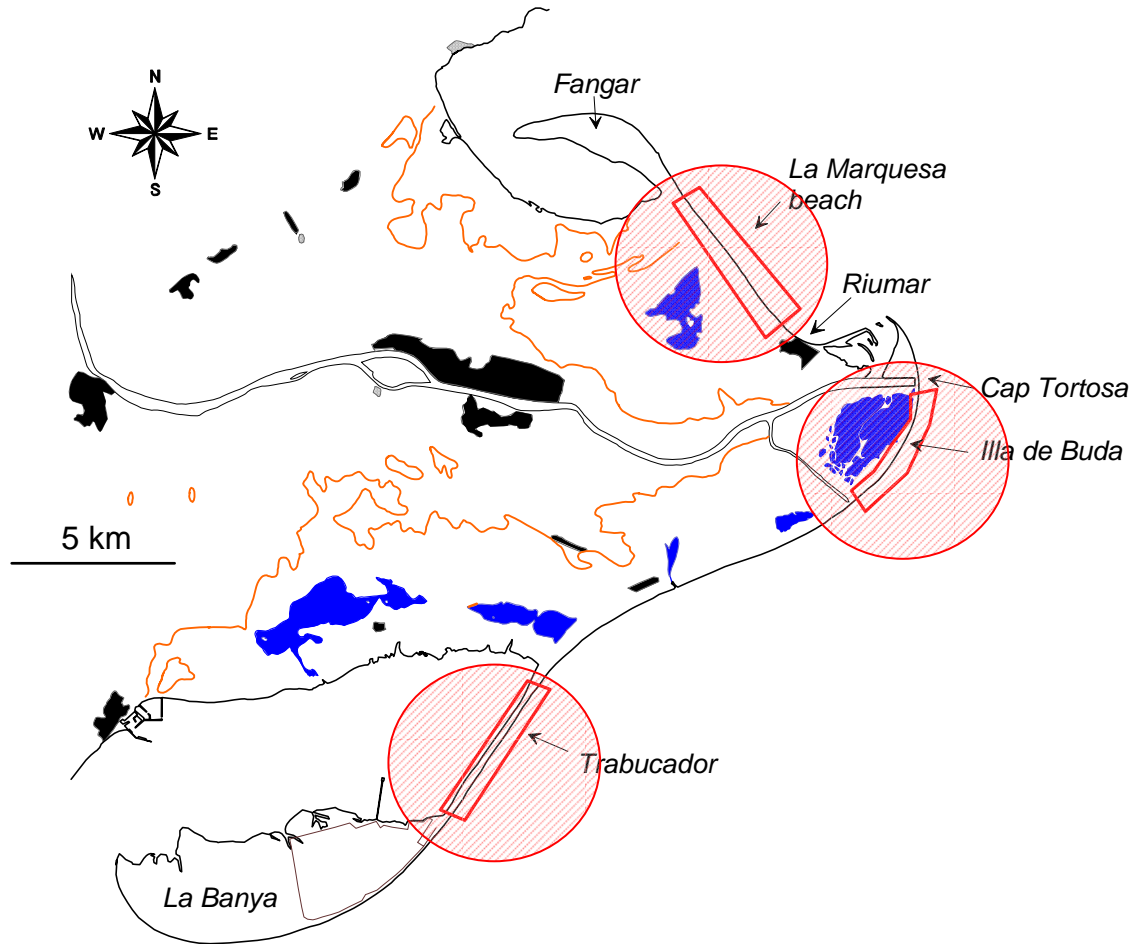 N
W
E
S
Fangar
La Marquesa
beach
Riumar
Cap Tortosa
Illa de Buda
5 km
Trabucador
La Banya